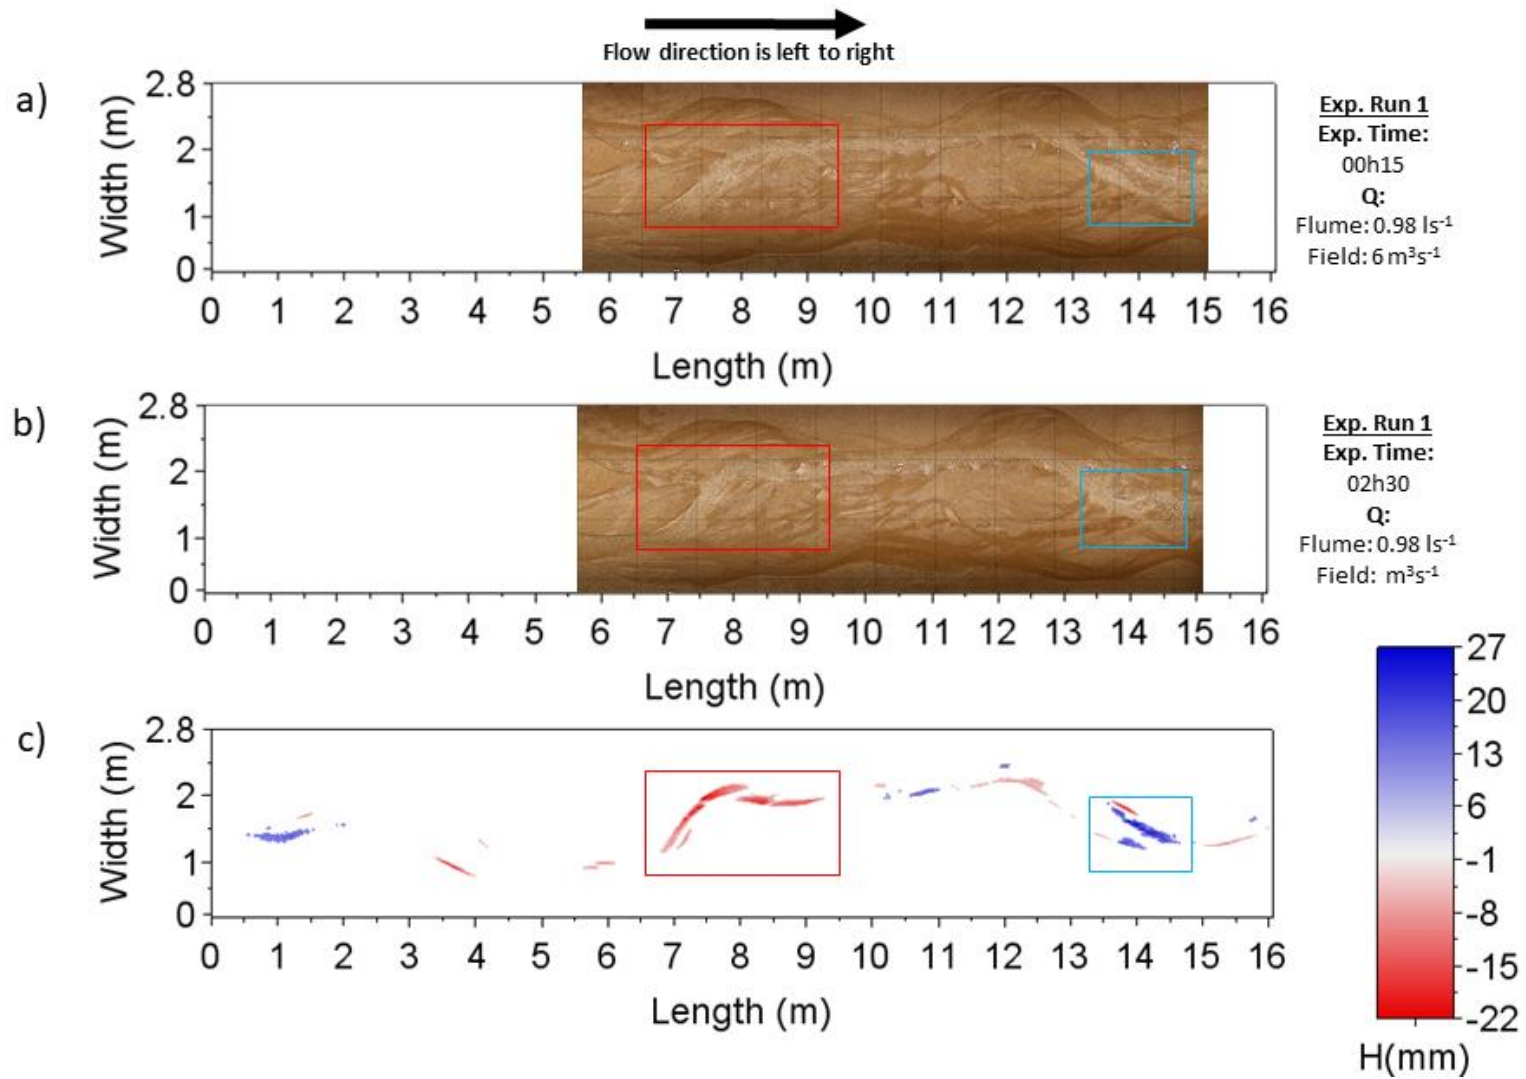 Flow direction is left to right
a)
Width (m)
2.8
2
1
0
0 1 2 3 4 5 6 7 8 9 10 11 12 13 14 15 16
Length (m)
Exp. Run 1
Exp. Time:
00h15
Q:
Flume: 0.98 ls⁻¹
Field: 6 m³s⁻¹
b)
Width (m)
2.8
2
1
0
0 1 2 3 4 5 6 7 8 9 10 11 12 13 14 15 16
Length (m)
Exp. Run 1
Exp. Time:
02h30
Q:
Flume: 0.98 ls⁻¹
Field: m³s⁻¹
c)
Width (m)
2.8
2
1
0
0 1 2 3 4 5 6 7 8 9 10 11 12 13 14 15 16
Length (m)
27
20
13
6
-1
-8
-15
-22
H(mm)